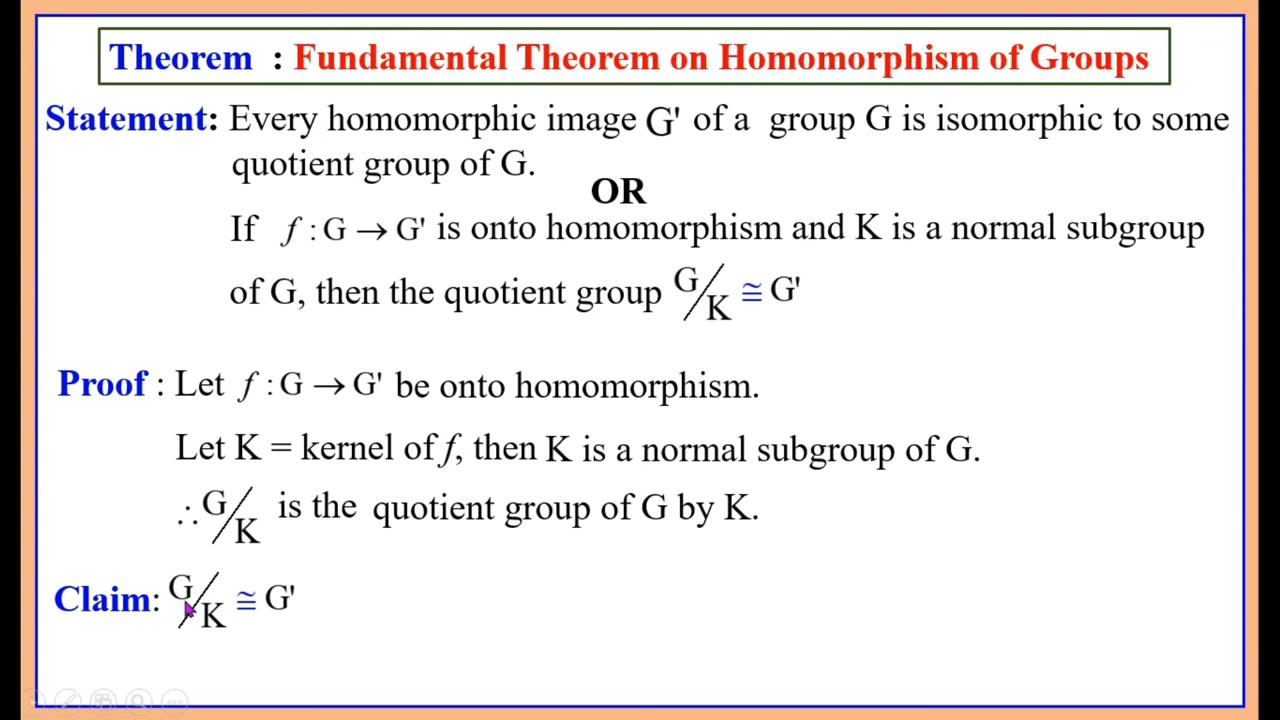 Theorem : Fundamental Theorem on Homomorphism of Groups
Statement: Every homomorphic image G' of a group G is isomorphic to some
quotient group of G.
OR
If f : G → G' is onto homomorphism and K is a normal subgroup
of G, then the quotient group G/K ≅ G'
Proof : Let f : G → G' be onto homomorphism.
Let K = kernel of f, then K is a normal subgroup of G.
∴ G/K is the quotient group of G by K.
Claim: G/K ≅ G'